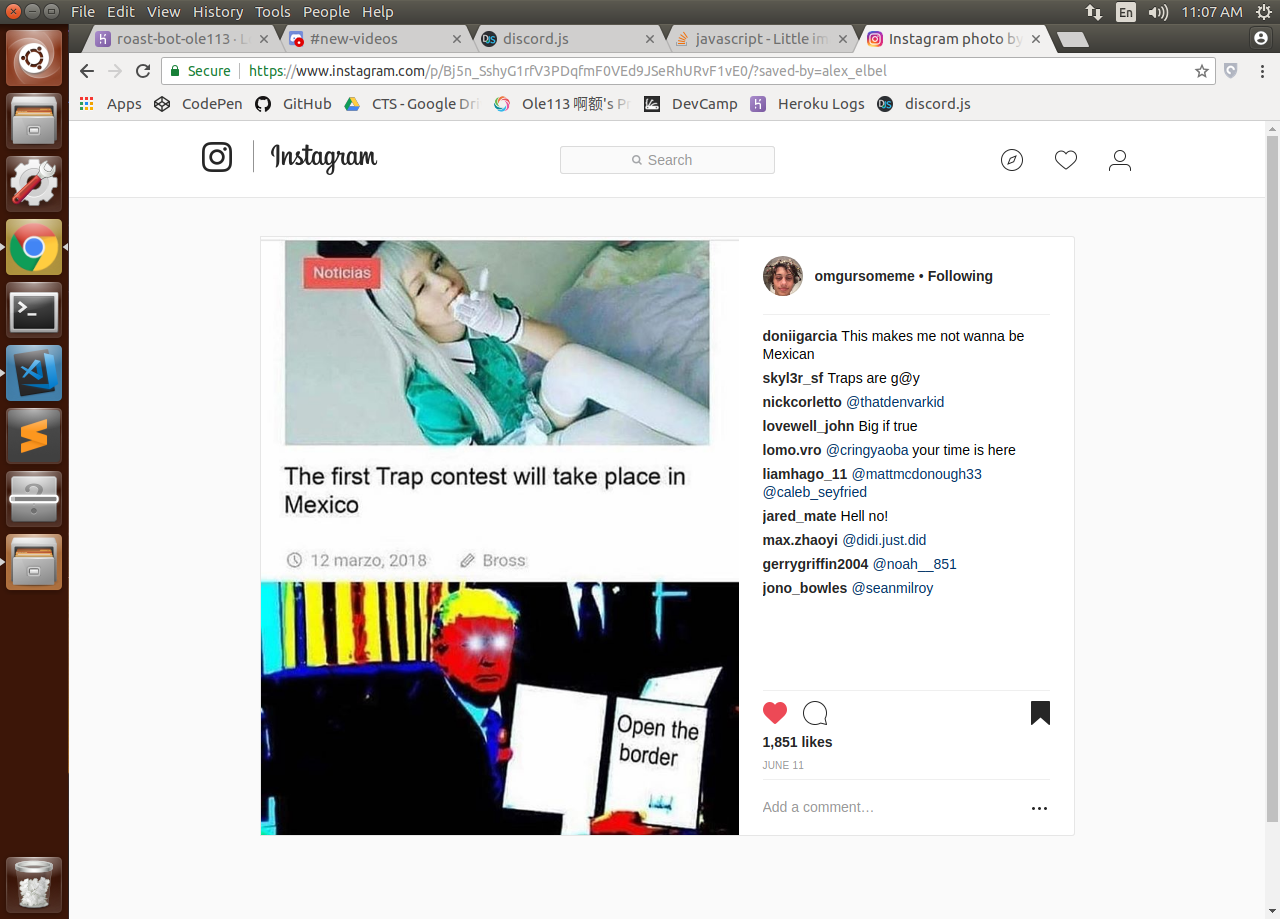 File Edit View History Tools People Help
En 11:07 AM
roast-bot-ole113 · L
#new-videos
discord.js
javascript - Little im
Instagram photo by
Secure https://www.instagram.com/p/Bj5n_SshyG1rfV3PDqfmF0VEd9JSeRhURvF1vE0/?saved-by=alex_elbel
Apps CodePen GitHub CTS - Google Dri Ole113 啊额's Pr DevCamp Heroku Logs discord.js
Instagram
Search
Noticias
The first Trap contest will take place in
Mexico
12 marzo, 2018 Bross
Open the
border
omgursomeme • Following
doniigarcia This makes me not wanna be
Mexican
skyl3r_sf Traps are g@y
nickcorletto @thatdenvarkid
lovewell_john Big if true
lomo.vro @cringyaoba your time is here
liamhago_11 @mattmcdonough33
@caleb_seyfried
jared_mate Hell no!
max.zhaoyi @didi.just.did
gerrygriffin2004 @noah__851
jono_bowles @seanmilroy
1,851 likes
JUNE 11
Add a comment…